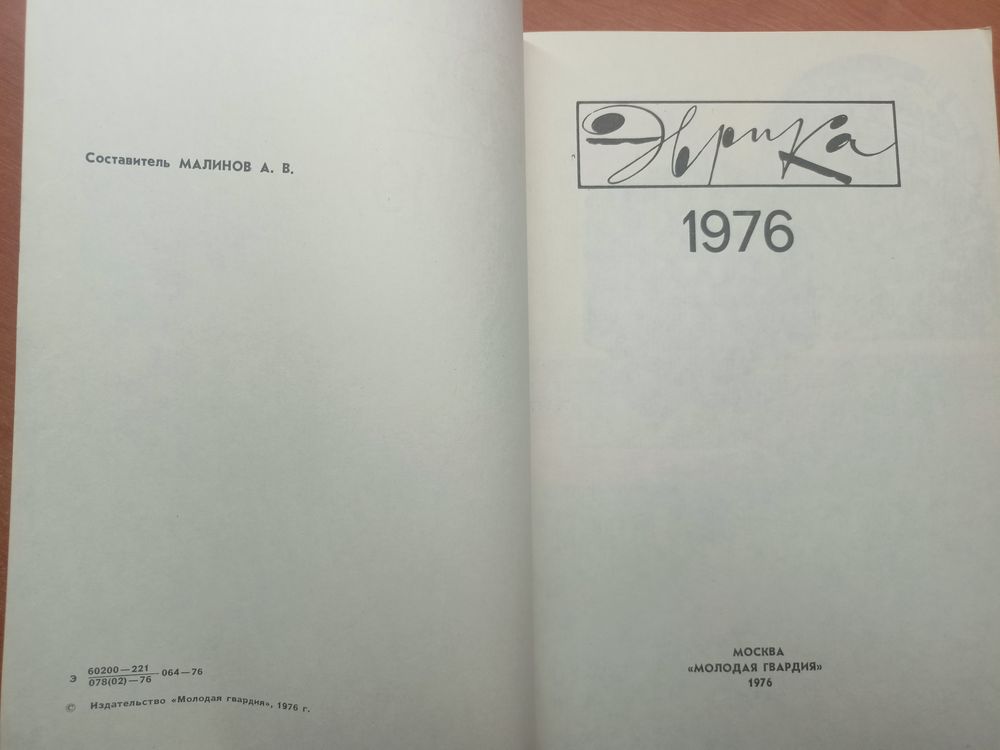 Составитель МАЛИНОВ А. В.
Э 60200—221 064—76
078(02)—76
© Издательство «Молодая гвардия», 1976 г.
Эврика
1976
МОСКВА
«МОЛОДАЯ ГВАРДИЯ»
1976